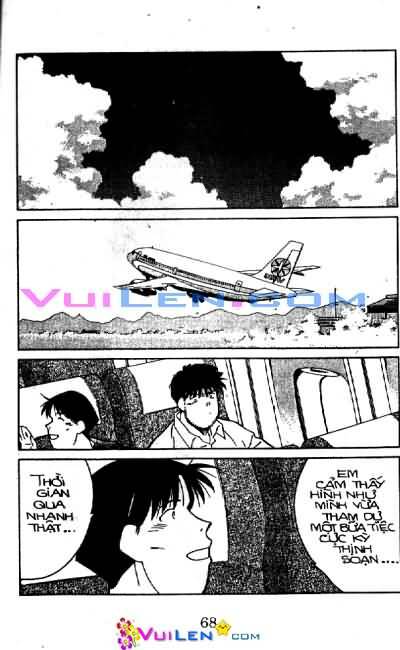 VUILEN.COM
THỜI
GIAN
QUA
NHANH
THẬT...
EM
CẢM THẤY
HÌNH NHƯ
MÌNH VỪA
THAM DỰ
MỘT BỮA TIỆC
CỰC KỲ
THỊNH
SOẠN....
68
VUILEN.COM